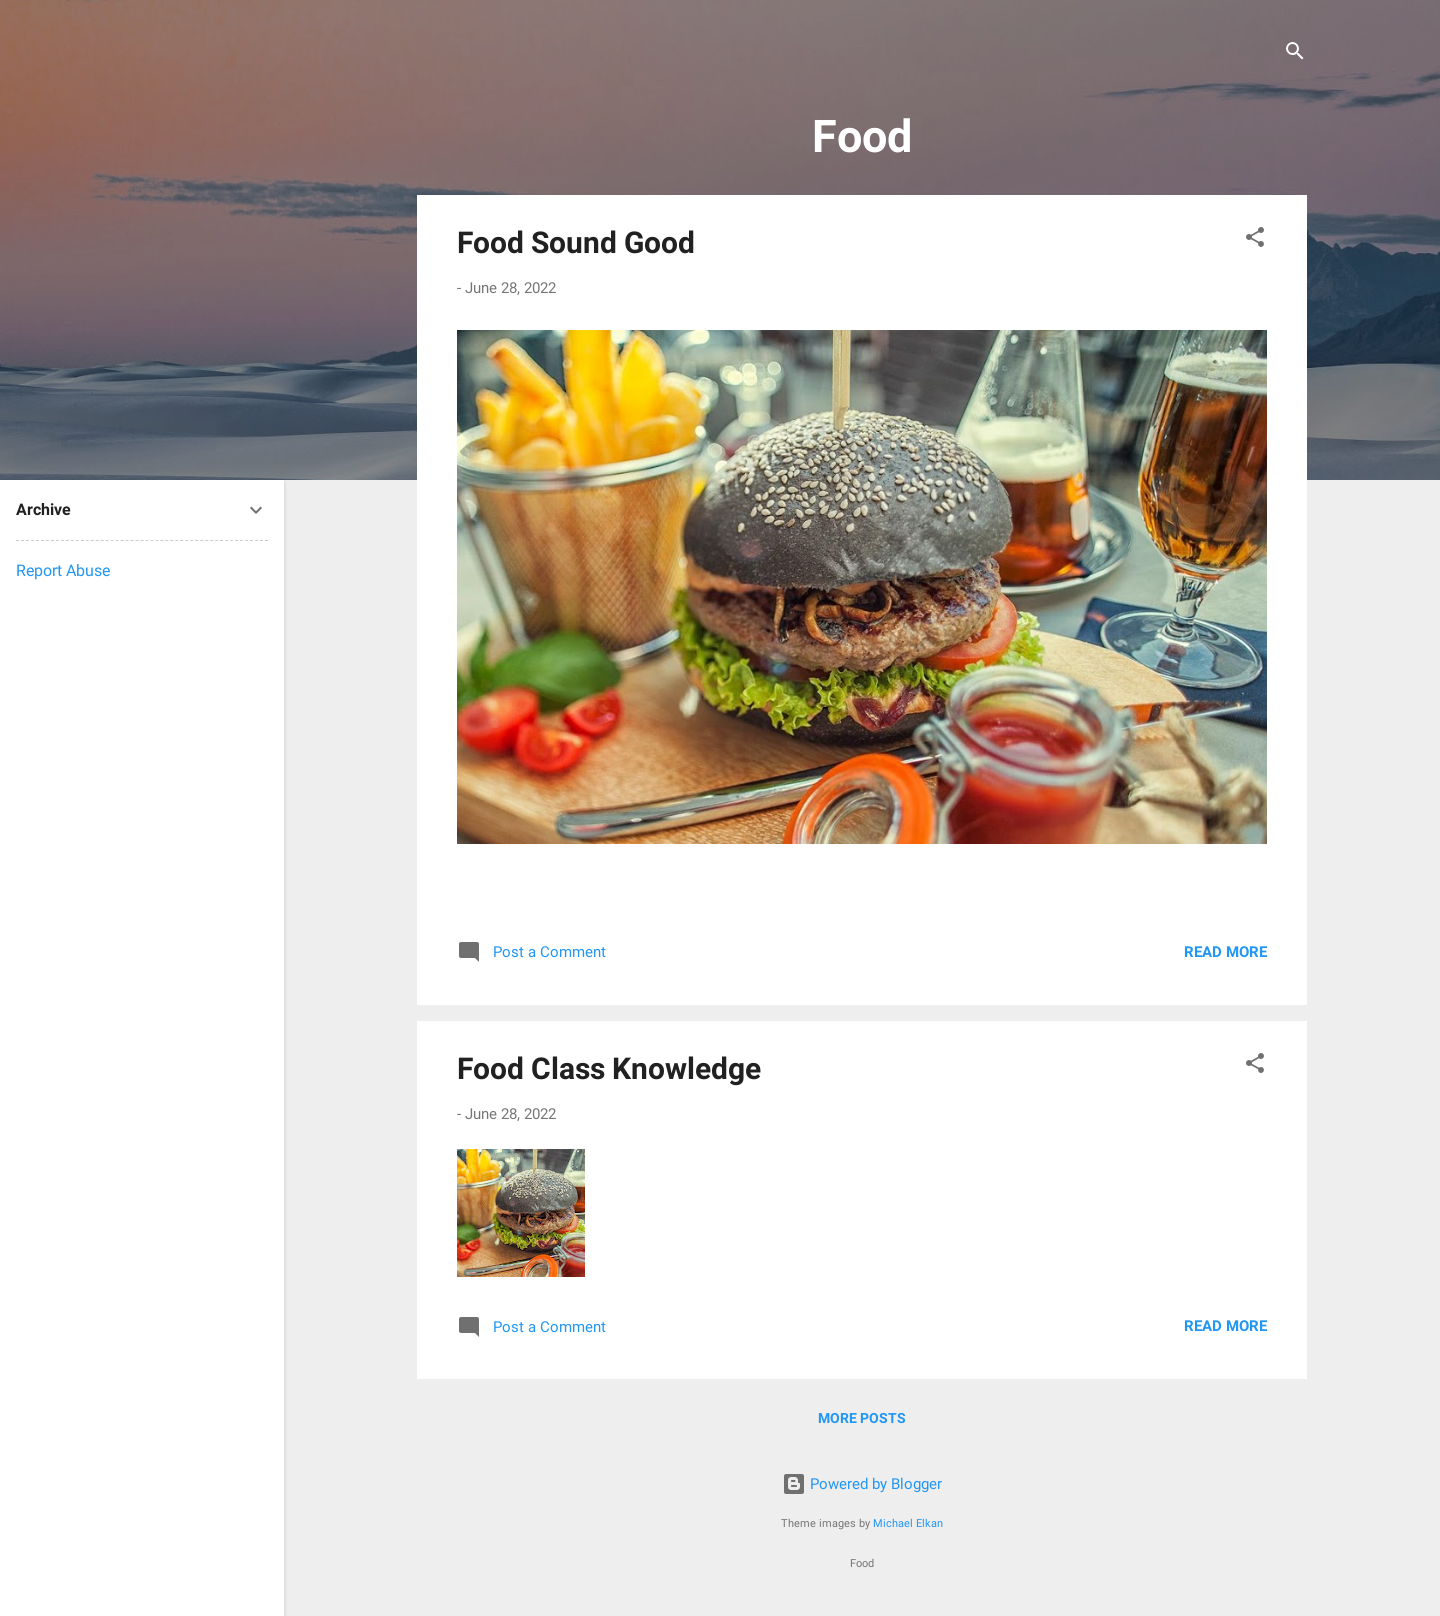 Food
Food Sound Good
- June 28, 2022
Archive
Report Abuse
Post a Comment
READ MORE
Food Class Knowledge
- June 28, 2022
Post a Comment
READ MORE
MORE POSTS
Powered by Blogger
Theme images by Michael Elkan
Food